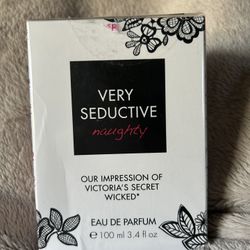 VERY
SEDUCTIVE
naughty
OUR IMPRESSION OF
VICTORIA'S SECRET
WICKED*
EAU DE PARFUM
℮ 100 ml 3.4 fl oz